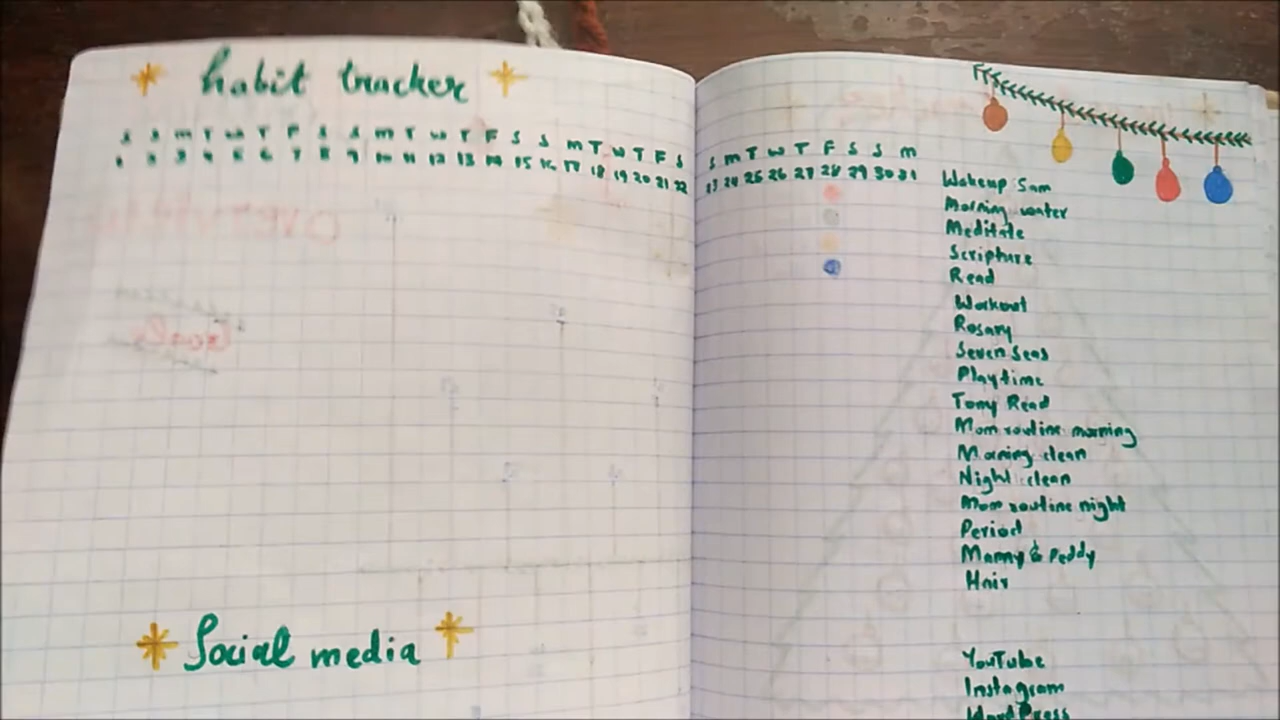 habit tracker
S S M T W T F S S M T W T F S S M T W T F S S M T W T F S S M
1 2 3 4 5 6 7 8 9 10 11 12 13 14 15 16 17 18 19 20 21 22 23 24 25 26 27 28 29 30 31
Wakeup 5am
Morning water
Meditate
Scripture
Read
Workout
Rosary
Seven Seas
Playtime
Tony Read
Mom routine morning
Morning clean
Night clean
Mom routine night
Period
Manny & Peddy
Hair
Social media
YouTube
Instagram
WordPress